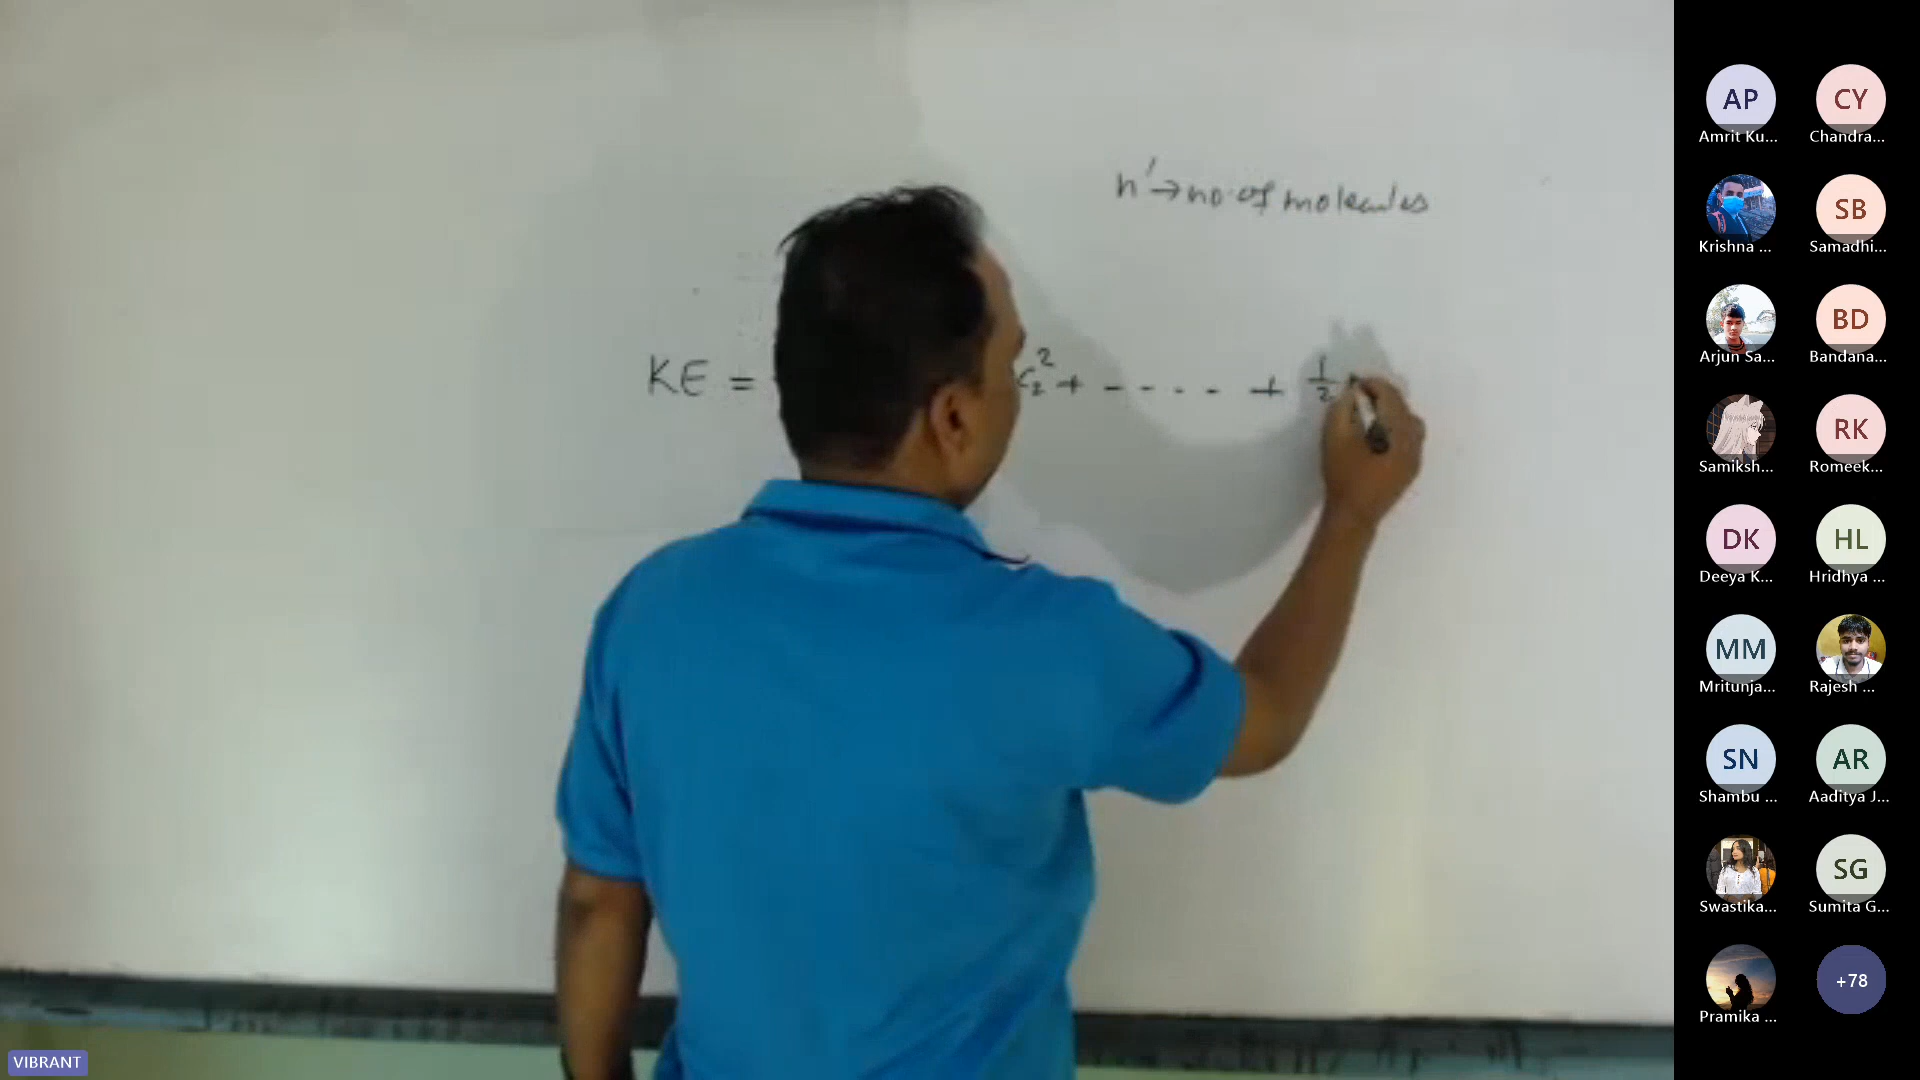 n' → no. of molecules
KE = c₂² + - - - - + 1/2
AP
Amrit Ku...
CY
Chandra...
Krishna ...
SB
Samadhi...
Arjun Sa...
BD
Bandana...
Samiksh...
RK
Romeek...
DK
Deeya K...
HL
Hridhya ...
MM
Mritunja...
Rajesh ...
SN
Shambu ...
AR
Aaditya J...
Swastika...
SG
Sumita G...
Pramika ...
+78
VIBRANT